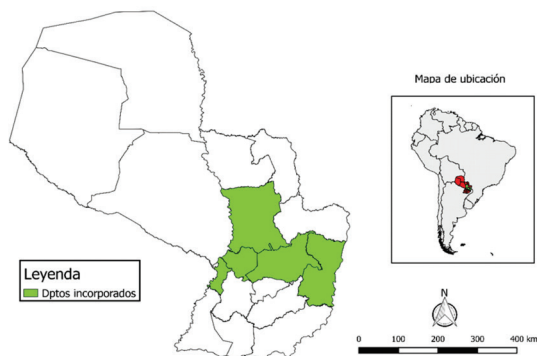 Mapa de ubicación
Leyenda
Dptos incorporados
N
0 100 200 300 400 km